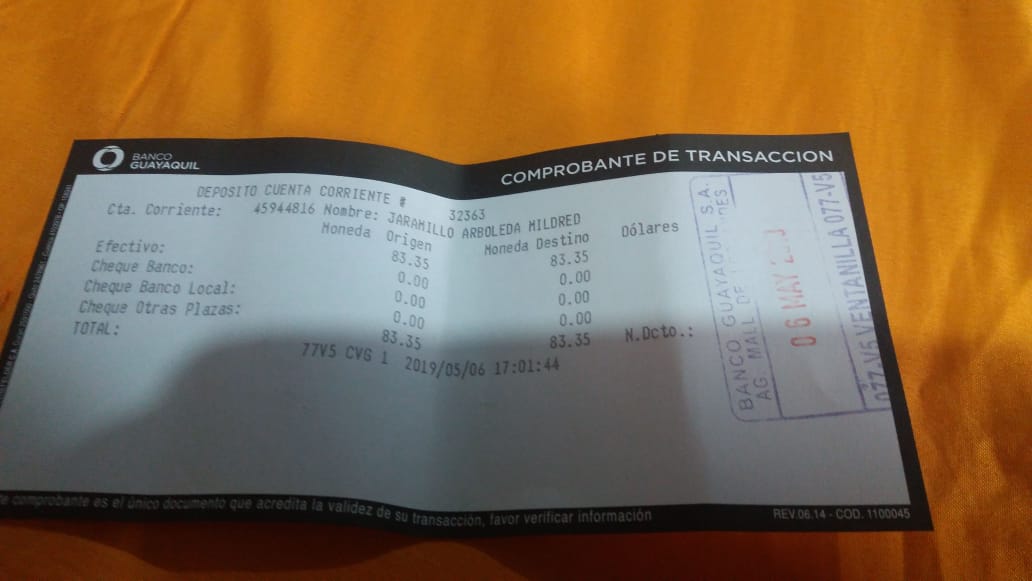 BANCO
GUAYAQUIL
COMPROBANTE DE TRANSACCION
DEPOSITO CUENTA CORRIENTE # 32363
Cta. Corriente: 45944816 Nombre: JARAMILLO ARBOLEDA MILDRED
Moneda Origen Moneda Destino Dólares
Efectivo: 83.35 83.35
Cheque Banco: 0.00 0.00
Cheque Banco Local: 0.00 0.00
Cheque Otras Plazas: 0.00 0.00
TOTAL: 83.35 83.35 N.Dcto.:
77V5 CVG 1 2019/05/06 17:01:44
BANCO GUAYAQUIL S.A.
AG. MALL DE
06 MAY
077-V5 VENTANILLA 077-V5
comprobante es el único documento que acredita la validez de su transacción, favor verificar información
REV.06.14 - COD. 1100045